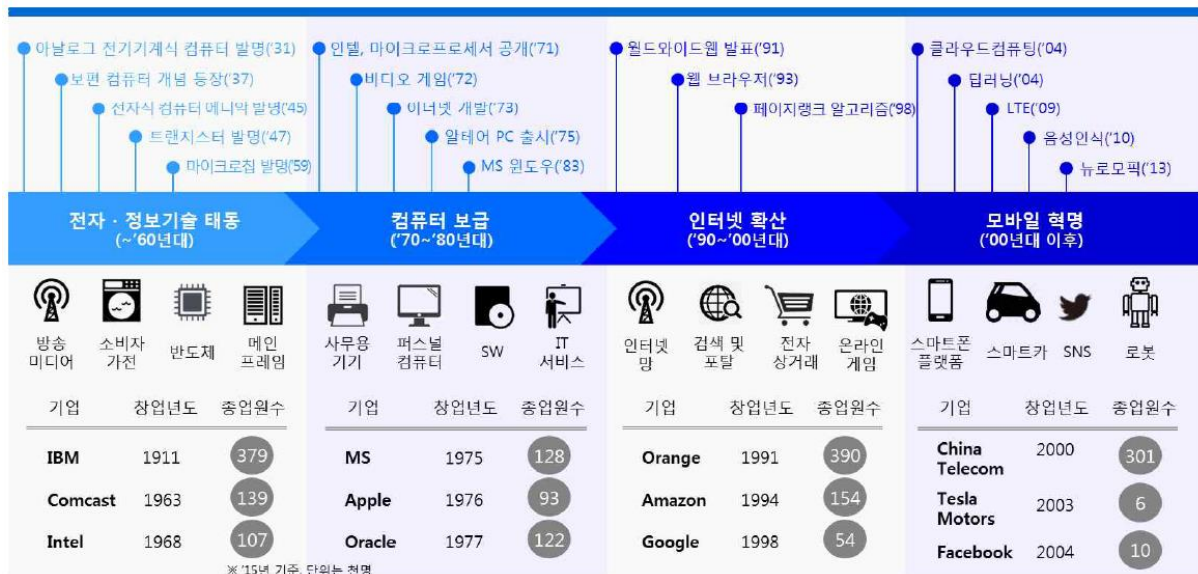 아날로그 전기기계식 컴퓨터 발명('31)
보편 컴퓨터 개념 등장('37)
전자식 컴퓨터 에니악 발명('45)
트랜지스터 발명('47)
마이크로칩 발명('59)
인텔, 마이크로프로세서 공개('71)
비디오 게임('72)
이더넷 개발('73)
알테어 PC 출시('75)
MS 윈도우('83)
월드와이드웹 발표('91)
웹 브라우저('93)
페이지랭크 알고리즘('98)
클라우드컴퓨팅('04)
딥러닝('04)
LTE('09)
음성인식('10)
뉴로모픽('13)
전자 · 정보기술 태동
(~'60년대)
컴퓨터 보급
('70~'80년대)
인터넷 확산
('90~'00년대)
모바일 혁명
('00년대 이후)
방송
미디어
소비자
가전
반도체
메인
프레임
사무용
기기
퍼스널
컴퓨터
SW
IT
서비스
인터넷
망
검색 및
포탈
전자
상거래
온라인
게임
스마트폰
플랫폼
스마트카
SNS
로봇
기업 창업년도 종업원수
IBM 1911 379
Comcast 1963 139
Intel 1968 107
※ '15년 기준, 단위는 천명
기업 창업년도 종업원수
MS 1975 128
Apple 1976 93
Oracle 1977 122
기업 창업년도 종업원수
Orange 1991 390
Amazon 1994 154
Google 1998 54
기업 창업년도 종업원수
China
Telecom 2000 301
Tesla
Motors 2003 6
Facebook 2004 10